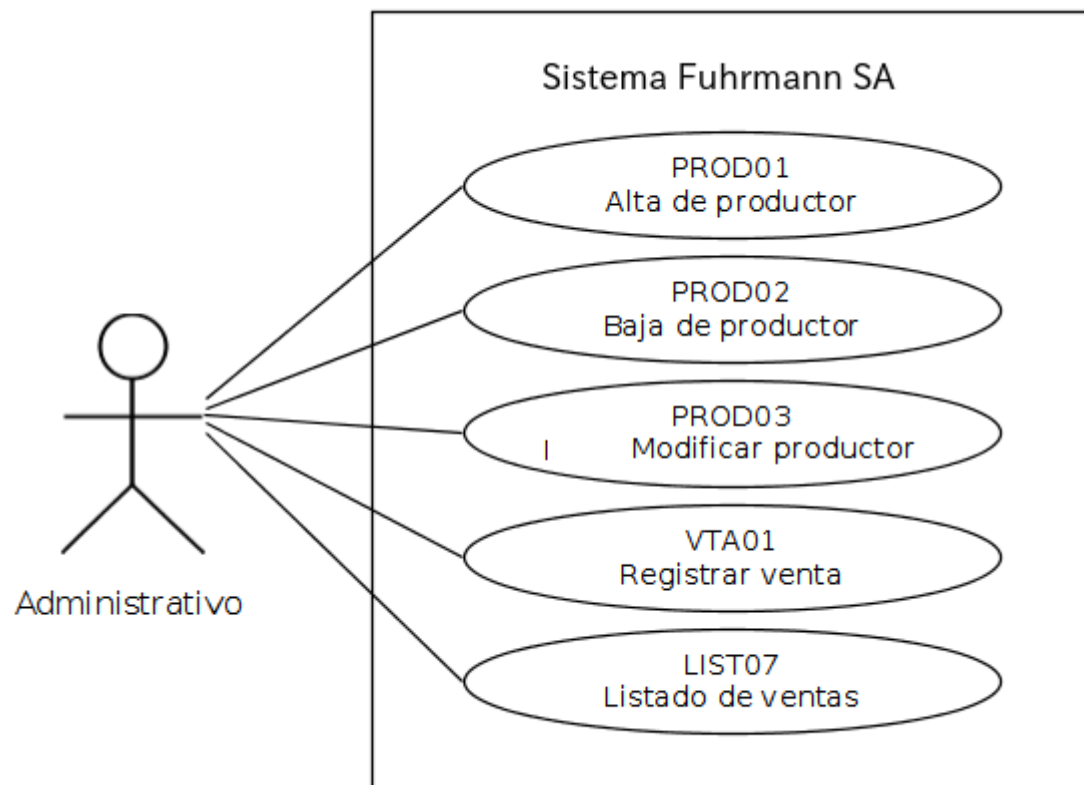 Sistema Fuhrmann SA
PROD01
Alta de productor
PROD02
Baja de productor
PROD03
| Modificar productor
VTA01
Registrar venta
LIST07
Listado de ventas
Administrativo